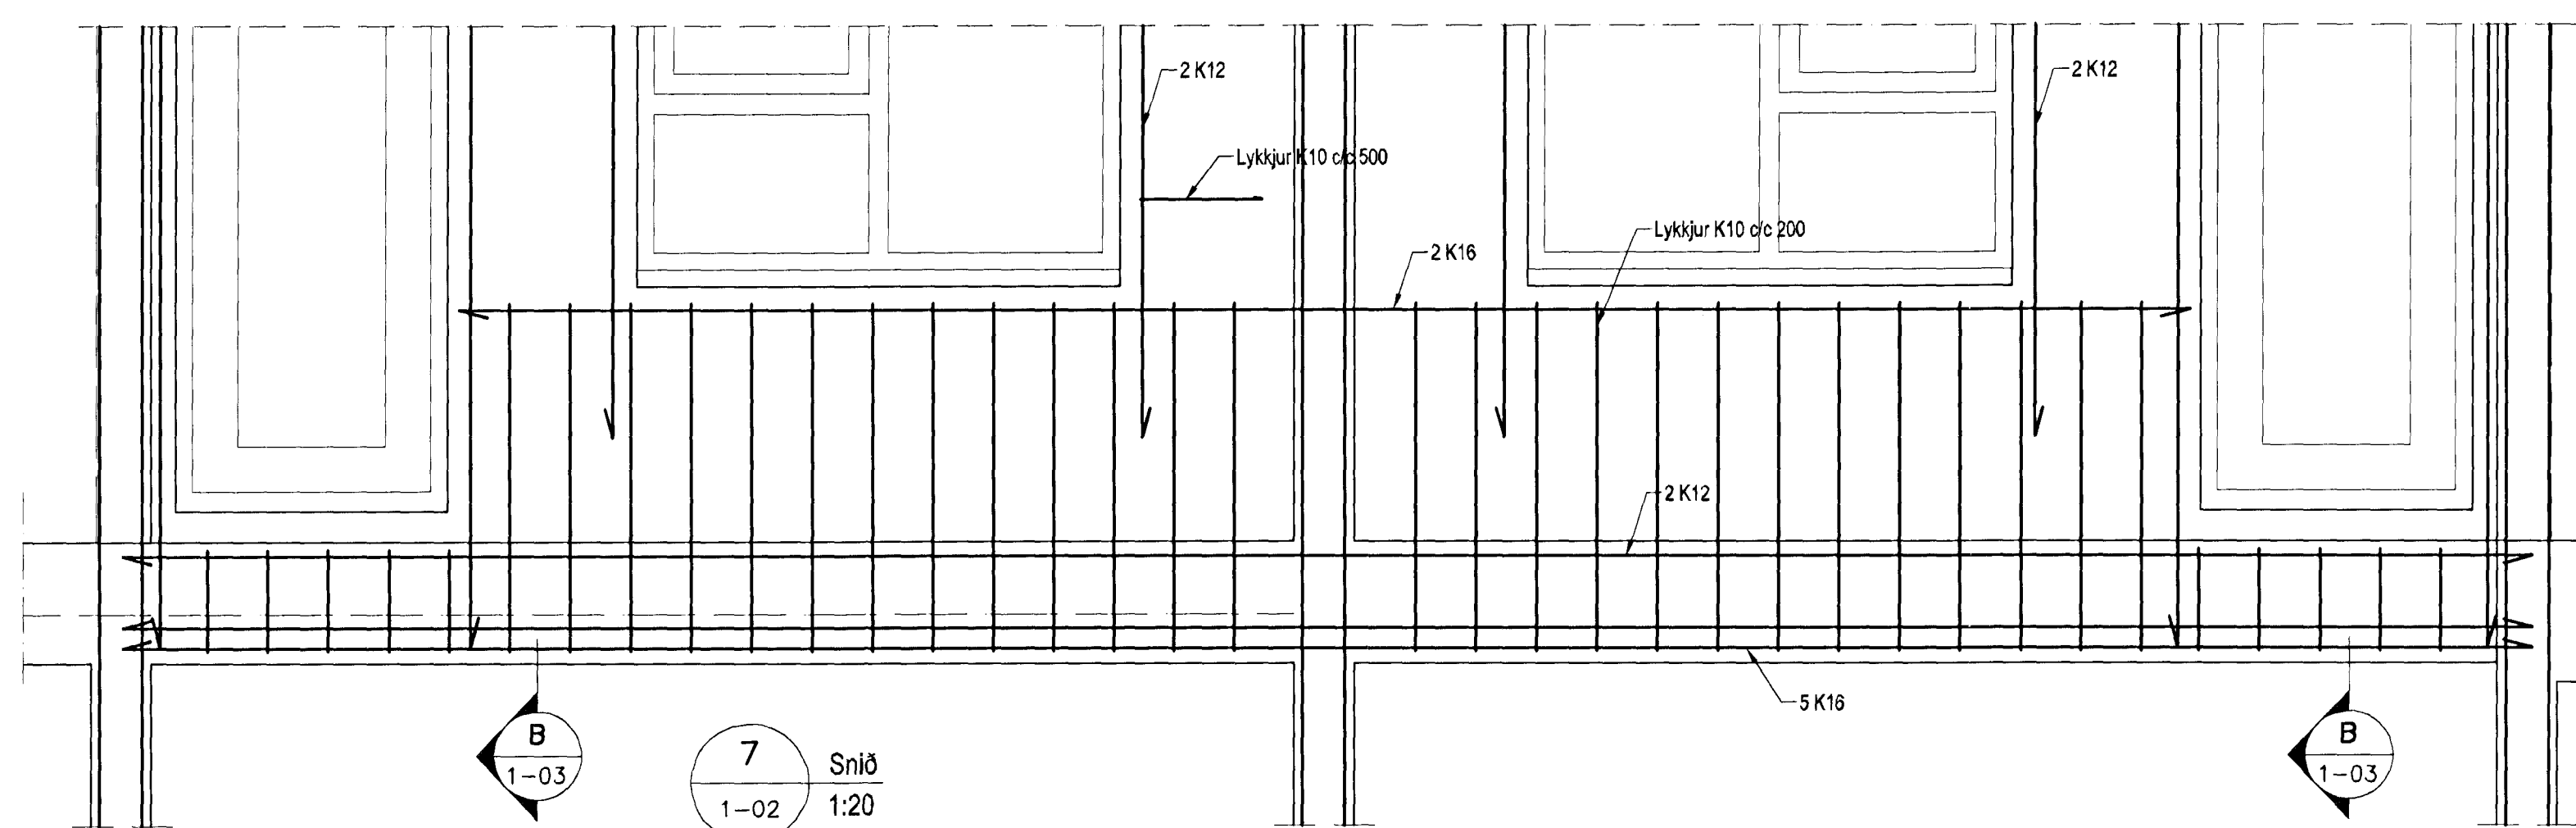 2 K12
2 K12
Lykkjur K10 c/c 500
Lykkjur K10 c/c 200
2 K16
2 K12
5 K16
B
1-03
7
1-02
Snið
1:20
B
1-03